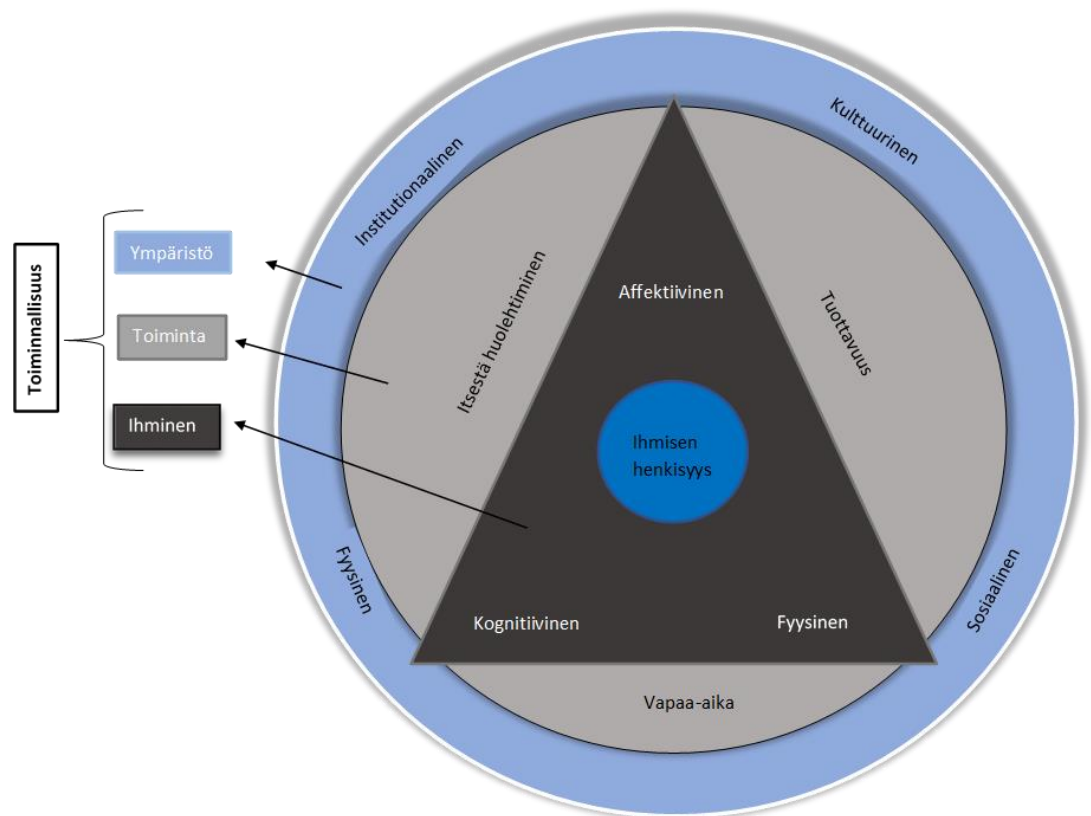 Toiminnallisuus
Ympäristö
Toiminta
Ihminen
Institutionaalinen
Kulttuurinen
Itsestä huolehtiminen
Affektiivinen
Tuottavuus
Ihmisen
henkisyys
Fyysinen
Sosiaalinen
Kognitiivinen
Fyysinen
Vapaa-aika